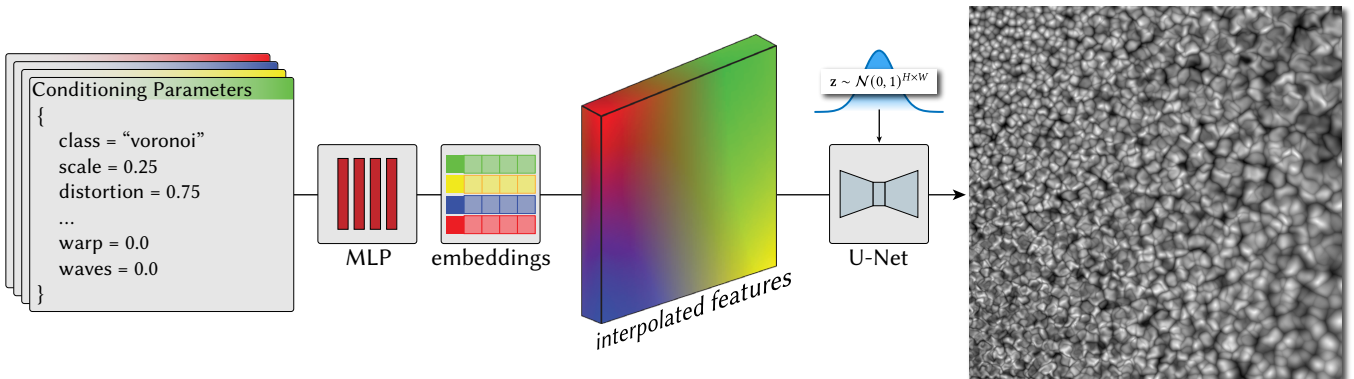 Conditioning Parameters
{
class = “voronoi”
scale = 0.25
distortion = 0.75
...
warp = 0.0
waves = 0.0
}
MLP
embeddings
interpolated features
z ∼ 𝒩(0, 1)^{H×W}
U-Net